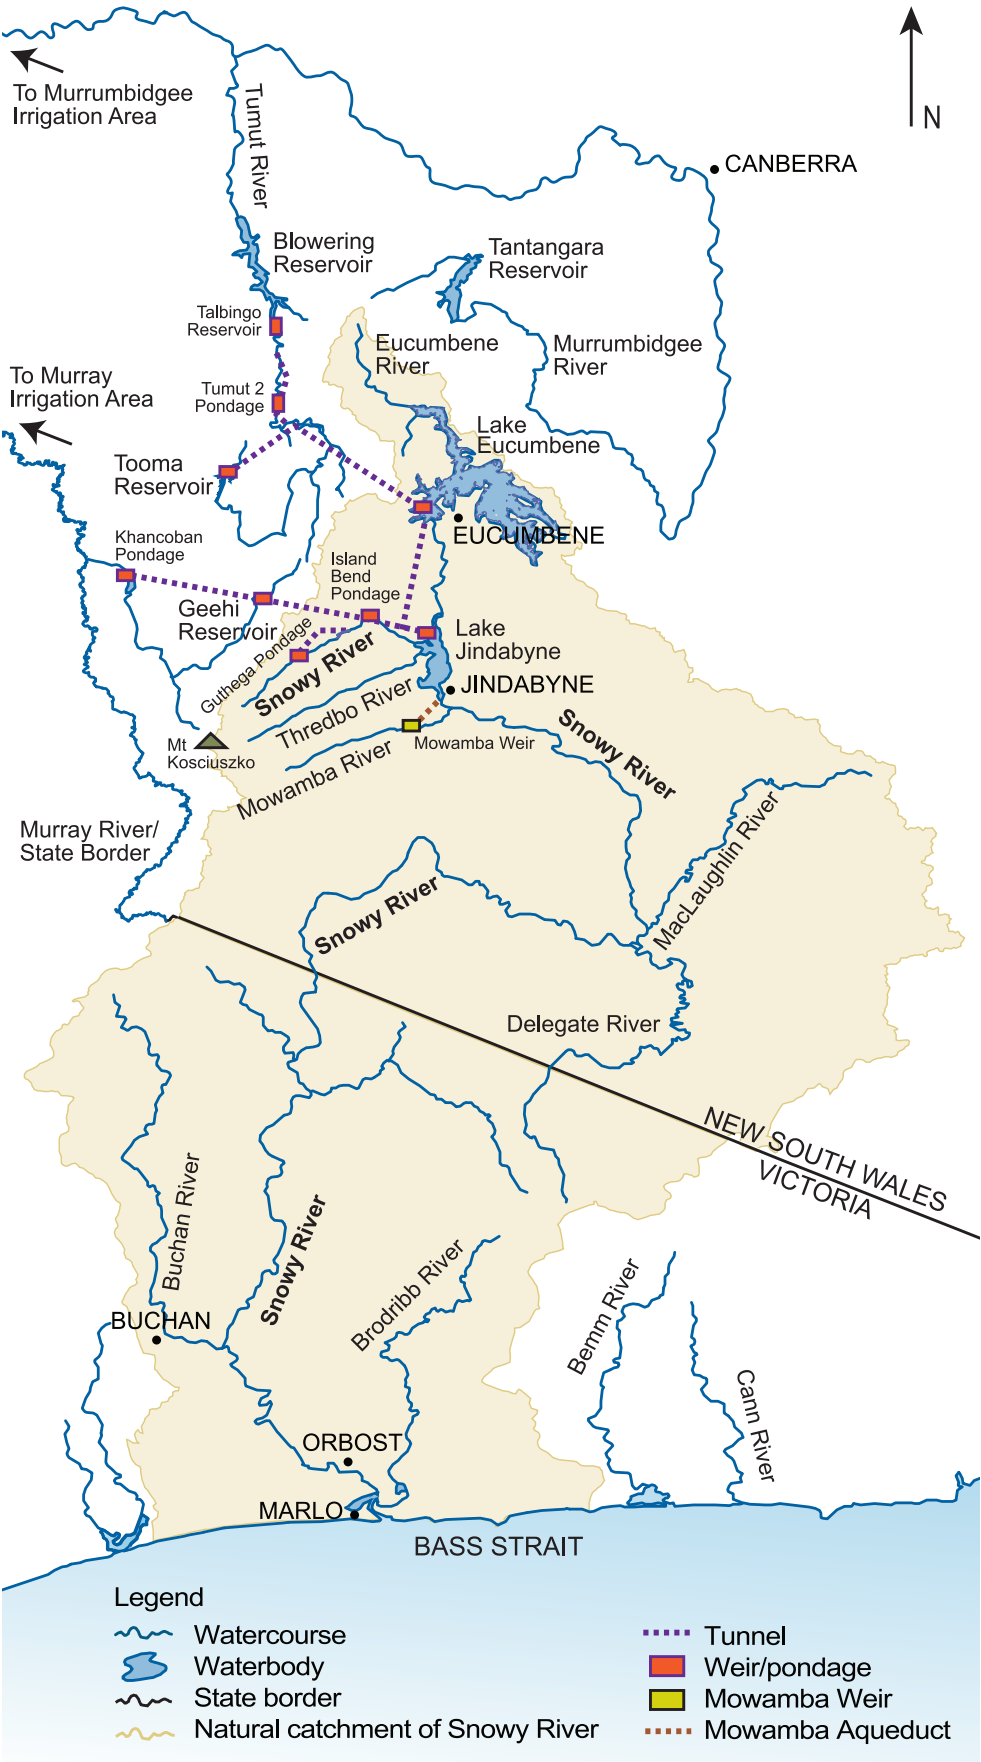 To Murrumbidgee
Irrigation Area
N
Tumut River
CANBERRA
Blowering
Reservoir
Tantangara
Reservoir
Talbingo
Reservoir
Eucumbene
River
Murrumbidgee
River
To Murray
Irrigation Area
Tumut 2
Pondage
Lake
Eucumbene
Tooma
Reservoir
EUCUMBENE
Khancoban
Pondage
Island
Bend
Pondage
Geehi
Reservoir
Guthega Pondage
Snowy River
Lake
Jindabyne
JINDABYNE
Thredbo River
Mowamba River
Mowamba Weir
Snowy River
Mt
Kosciuszko
Murray River/
State Border
MacLaughlin River
Snowy River
Delegate River
NEW SOUTH WALES
VICTORIA
Buchan River
Snowy River
Brodribb River
Bemm River
Cann River
BUCHAN
ORBOST
MARLO
BASS STRAIT
Legend
Watercourse
Waterbody
State border
Natural catchment of Snowy River
Tunnel
Weir/pondage
Mowamba Weir
Mowamba Aqueduct